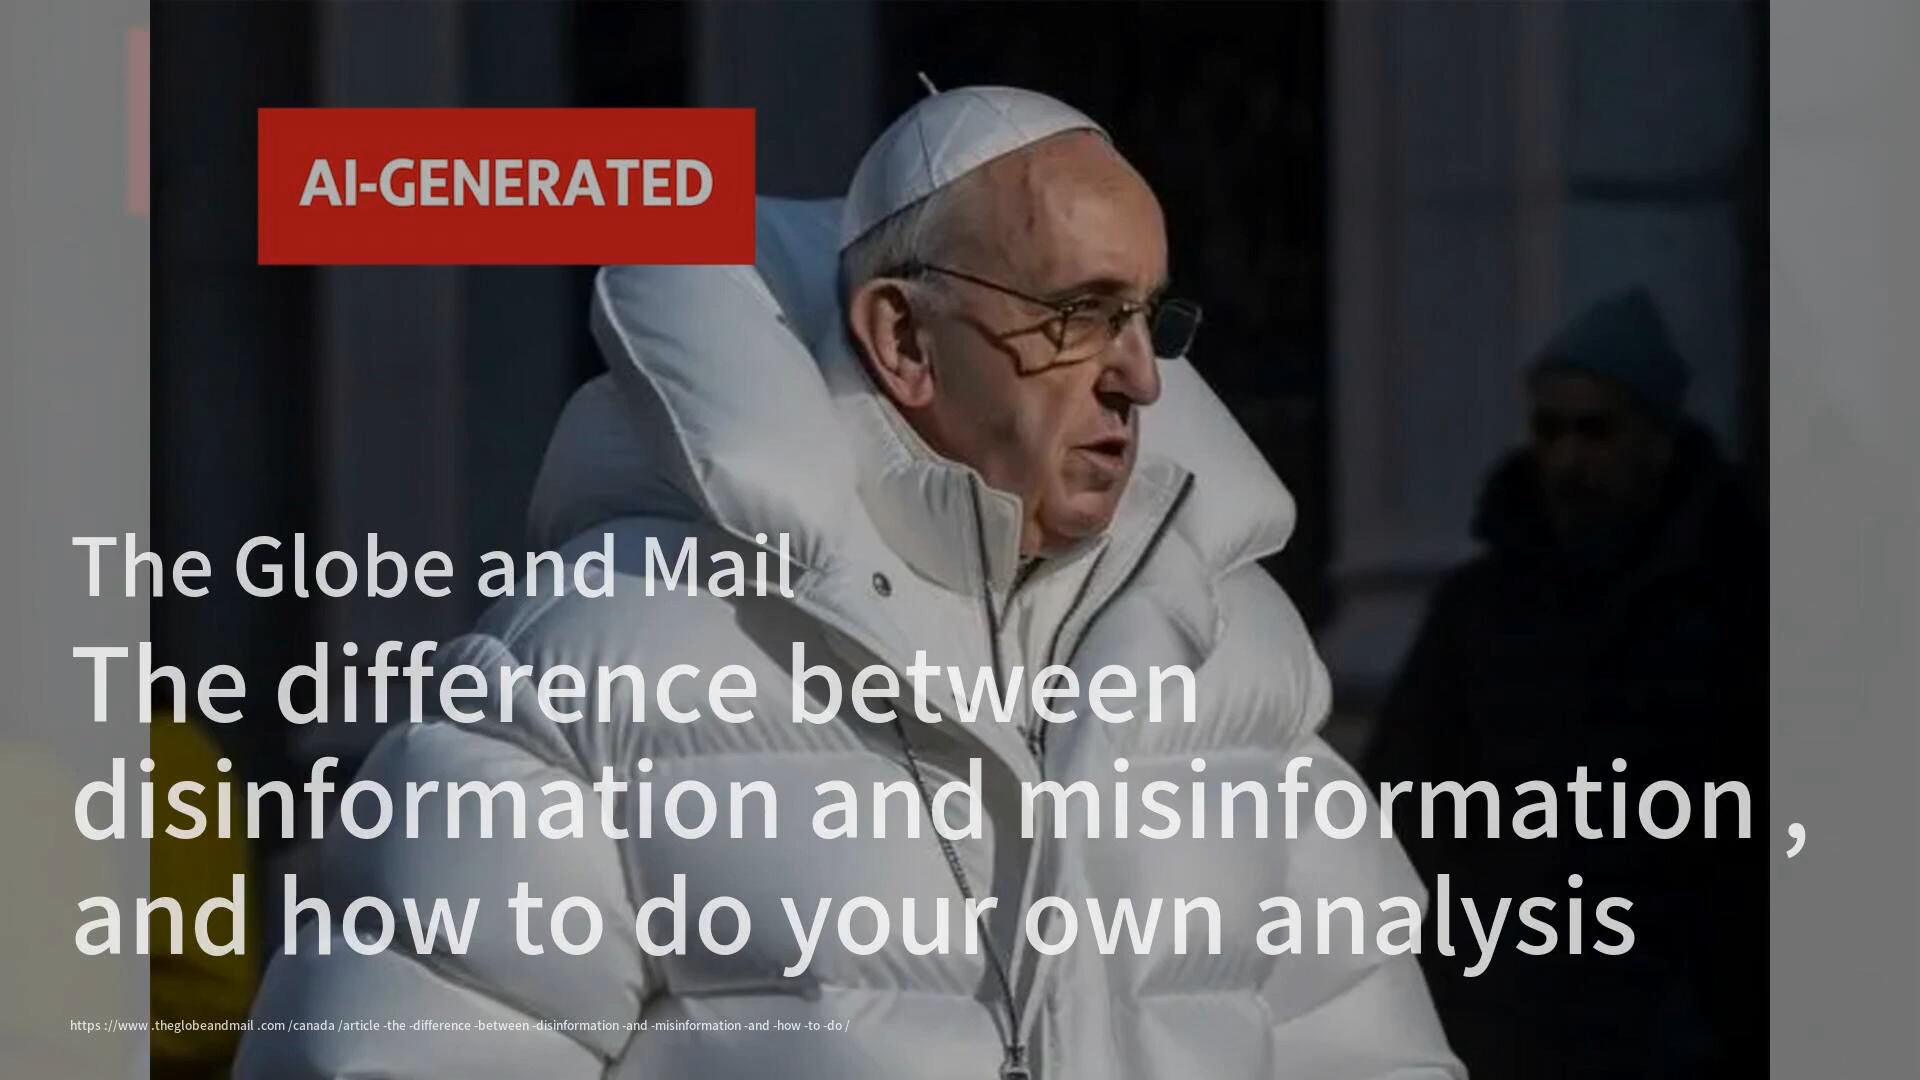 AI-GENERATED
The Globe and Mail
The difference between
disinformation and misinformation ,
and how to do your own analysis
https ://www .theglobeandmail .com /canada /article -the -difference -between -disinformation -and -misinformation -and -how -to -do /